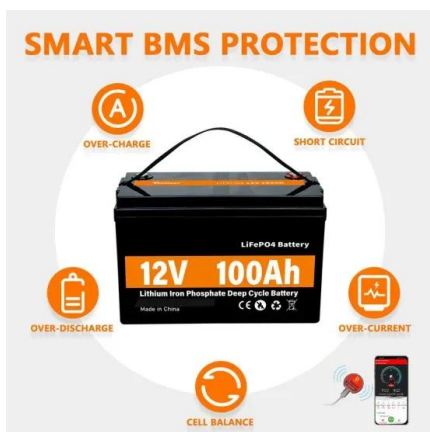 SMART BMS PROTECTION
A
OVER-CHARGE
SHORT CIRCUIT
LiFePO4 Battery
12V 100Ah
Lithium Iron Phosphate Deep Cycle Battery
Made in China
CE
OVER-DISCHARGE
OVER-CURRENT
CELL BALANCE